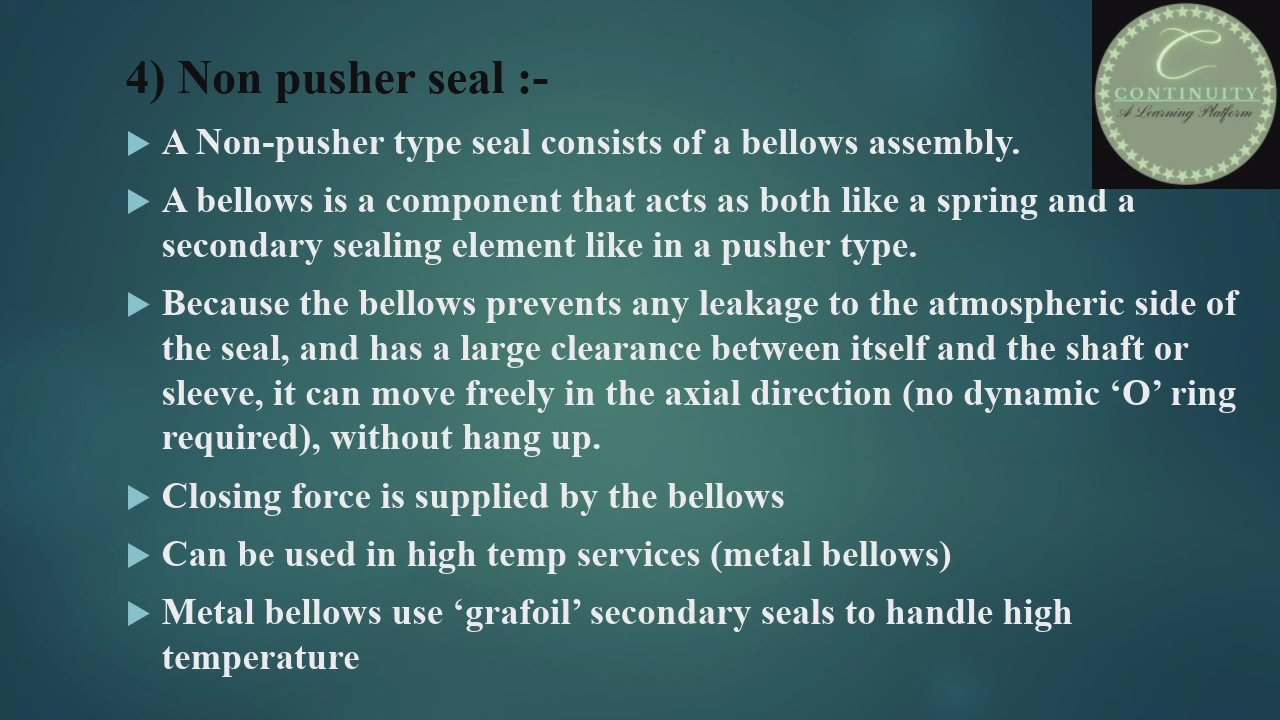 4) Non pusher seal :-
A Non-pusher type seal consists of a bellows assembly.
A bellows is a component that acts as both like a spring and a
secondary sealing element like in a pusher type.
Because the bellows prevents any leakage to the atmospheric side of
the seal, and has a large clearance between itself and the shaft or
sleeve, it can move freely in the axial direction (no dynamic ‘O’ ring
required), without hang up.
Closing force is supplied by the bellows
Can be used in high temp services (metal bellows)
Metal bellows use ‘grafoil’ secondary seals to handle high
temperature
C
CONTINUITY
A Learning Platform